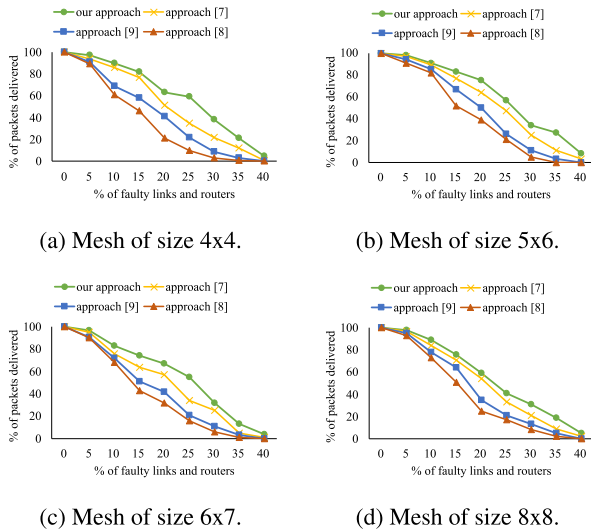 our approach approach [7]
approach [9] approach [8]
% of packets delivered
100
80
60
40
20
0
0 5 10 15 20 25 30 35 40
% of faulty links and routers
(a) Mesh of size 4x4.
our approach approach [7]
approach [9] approach [8]
% of packets delivered
100
80
60
40
20
0
0 5 10 15 20 25 30 35 40
% of faulty links and routers
(b) Mesh of size 5x6.
our approach approach [7]
approach [9] approach [8]
% of packets delivered
100
80
60
40
20
0
0 5 10 15 20 25 30 35 40
% of faulty links and routers
(c) Mesh of size 6x7.
our approach approach [7]
approach [9] approach [8]
% of packets delivered
100
80
60
40
20
0
0 5 10 15 20 25 30 35 40
% of faulty links and routers
(d) Mesh of size 8x8.